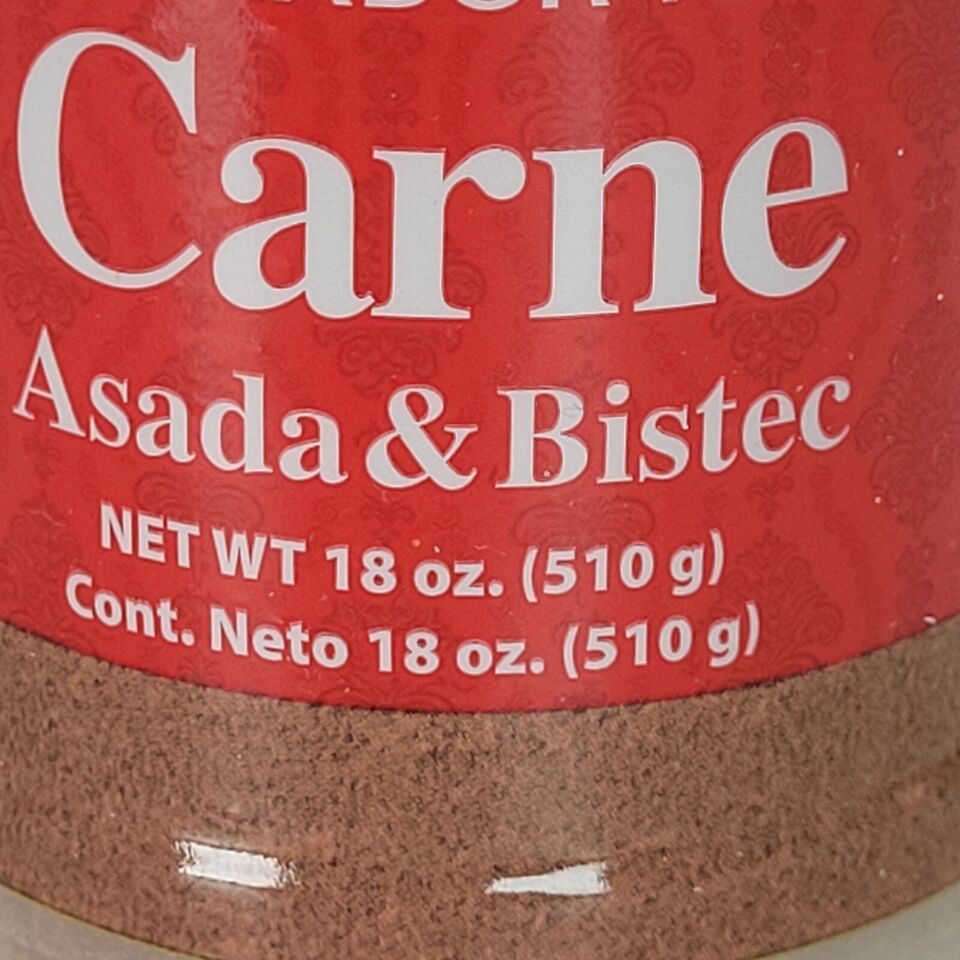 Carne
Asada & Bistec
NET WT 18 oz. (510 g)
Cont. Neto 18 oz. (510 g)